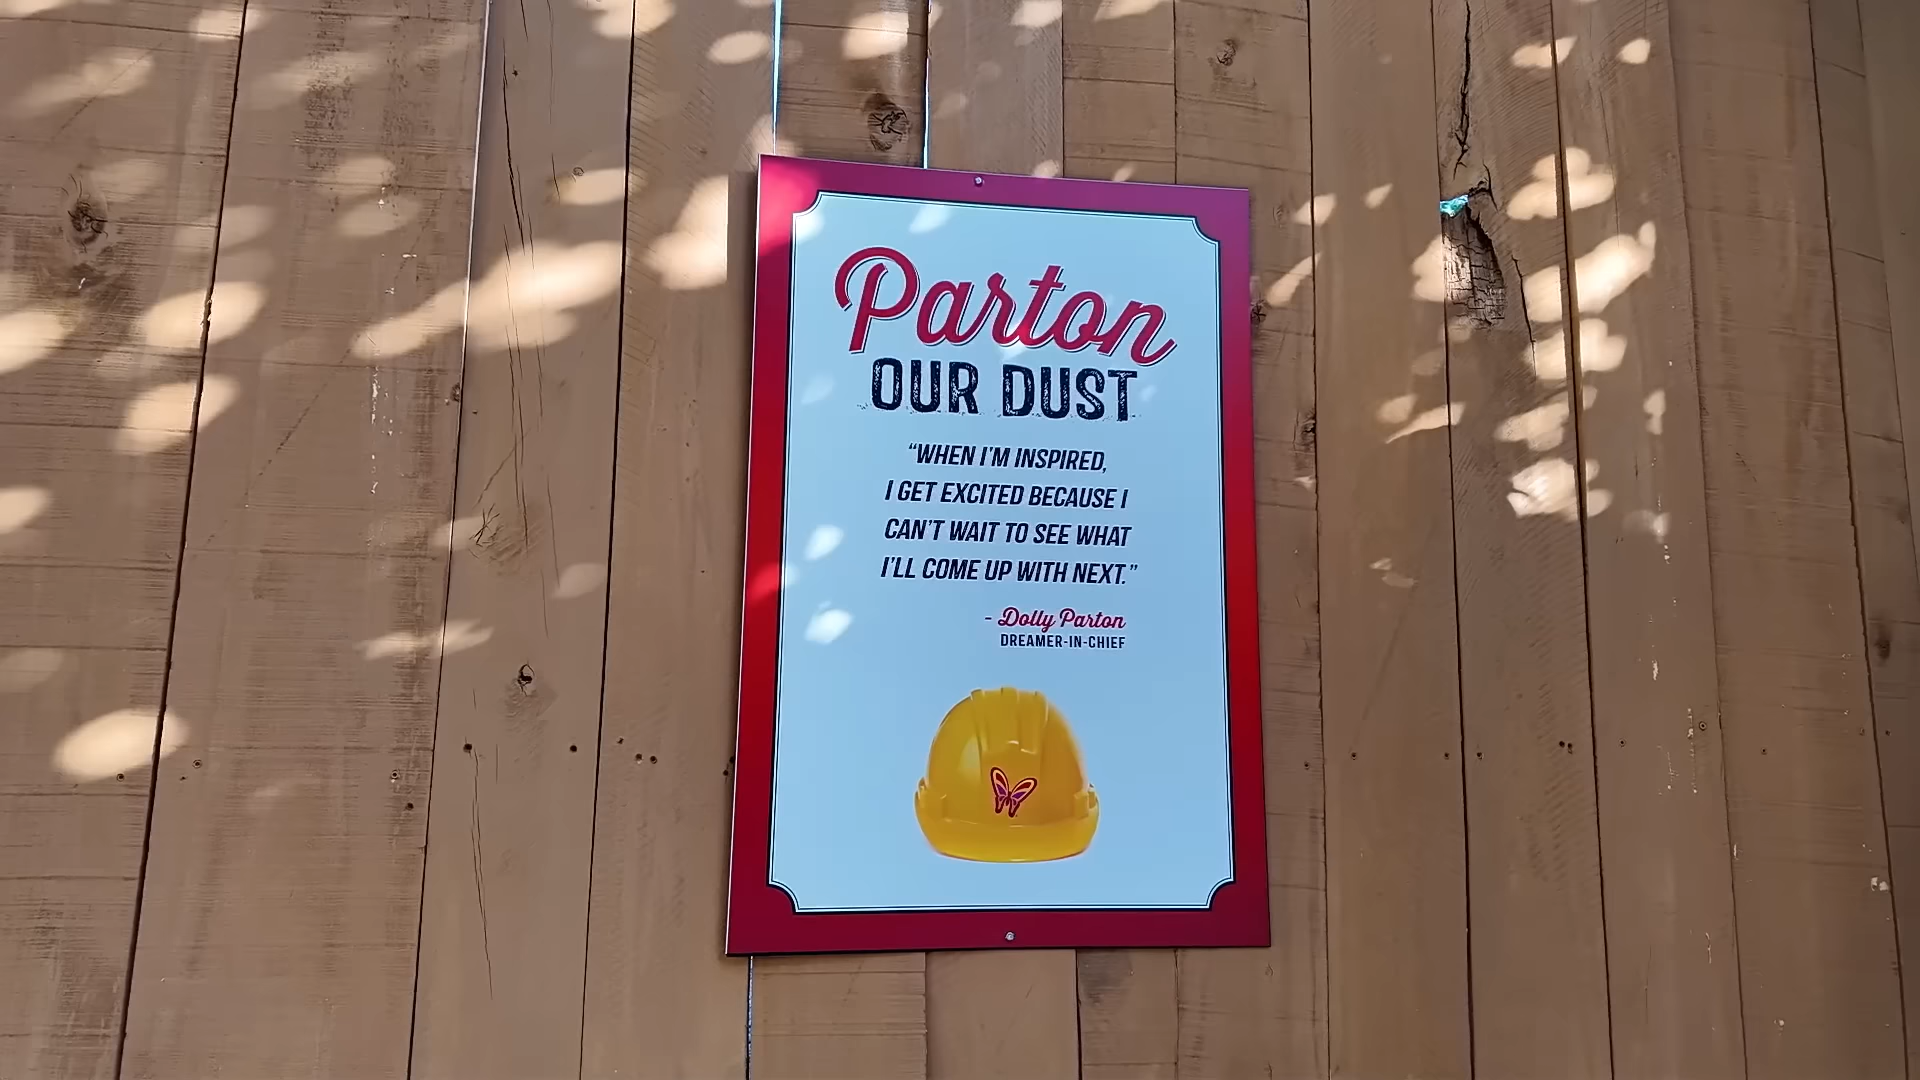 Parton
OUR DUST
“WHEN I'M INSPIRED,
I GET EXCITED BECAUSE I
CAN'T WAIT TO SEE WHAT
I'LL COME UP WITH NEXT.”
- Dolly Parton
DREAMER-IN-CHIEF